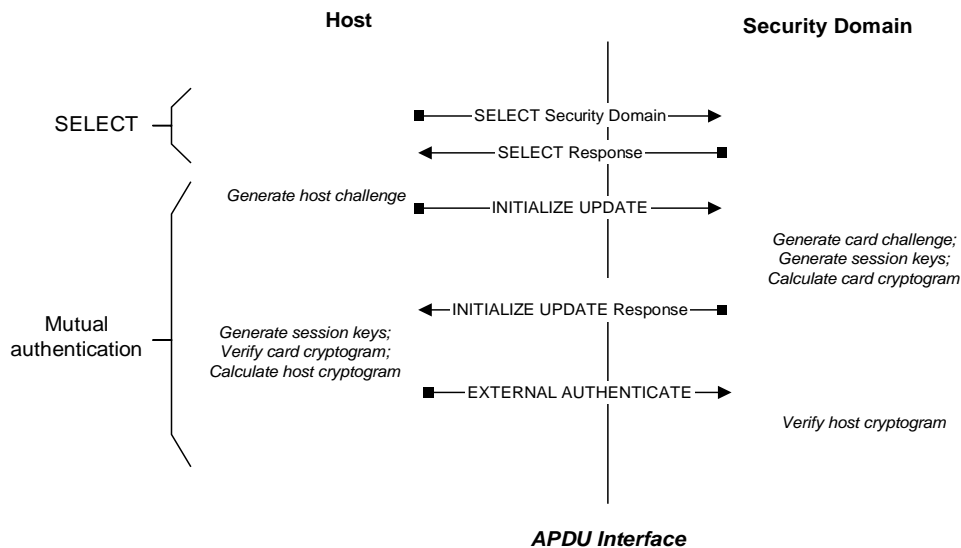 Host
Security Domain
SELECT
SELECT Security Domain
SELECT Response
Generate host challenge
INITIALIZE UPDATE
Generate card challenge;
Generate session keys;
Calculate card cryptogram
INITIALIZE UPDATE Response
Mutual
authentication
Generate session keys;
Verify card cryptogram;
Calculate host cryptogram
EXTERNAL AUTHENTICATE
Verify host cryptogram
APDU Interface